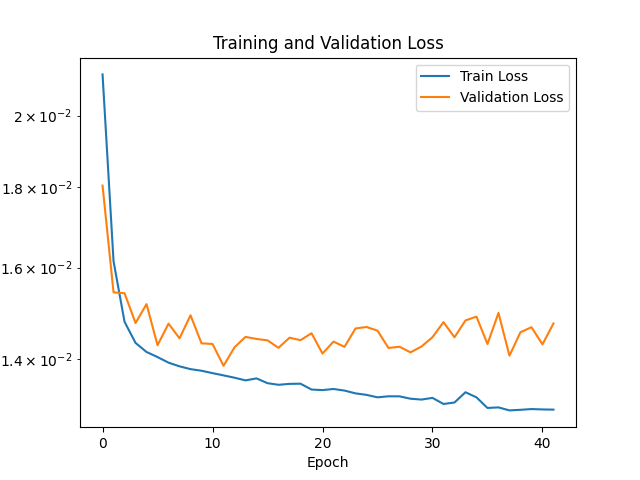 Training and Validation Loss
Train Loss
Validation Loss
2 × 10⁻²
1.8 × 10⁻²
1.6 × 10⁻²
1.4 × 10⁻²
0 10 20 30 40
Epoch